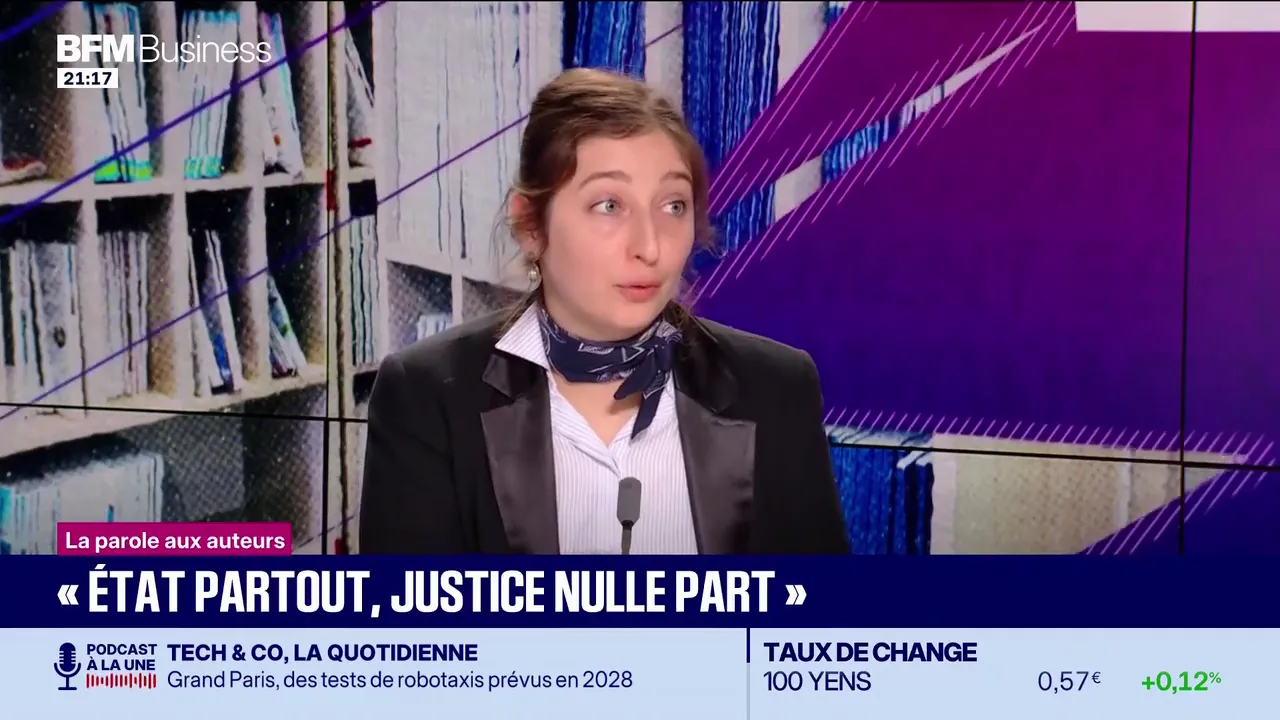 BFM Business
21:17
La parole aux auteurs
« ÉTAT PARTOUT, JUSTICE NULLE PART »
PODCAST
À LA UNE
TECH & CO, LA QUOTIDIENNE
Grand Paris, des tests de robotaxis prévus en 2028
TAUX DE CHANGE
100 YENS 0,57€ +0,12%